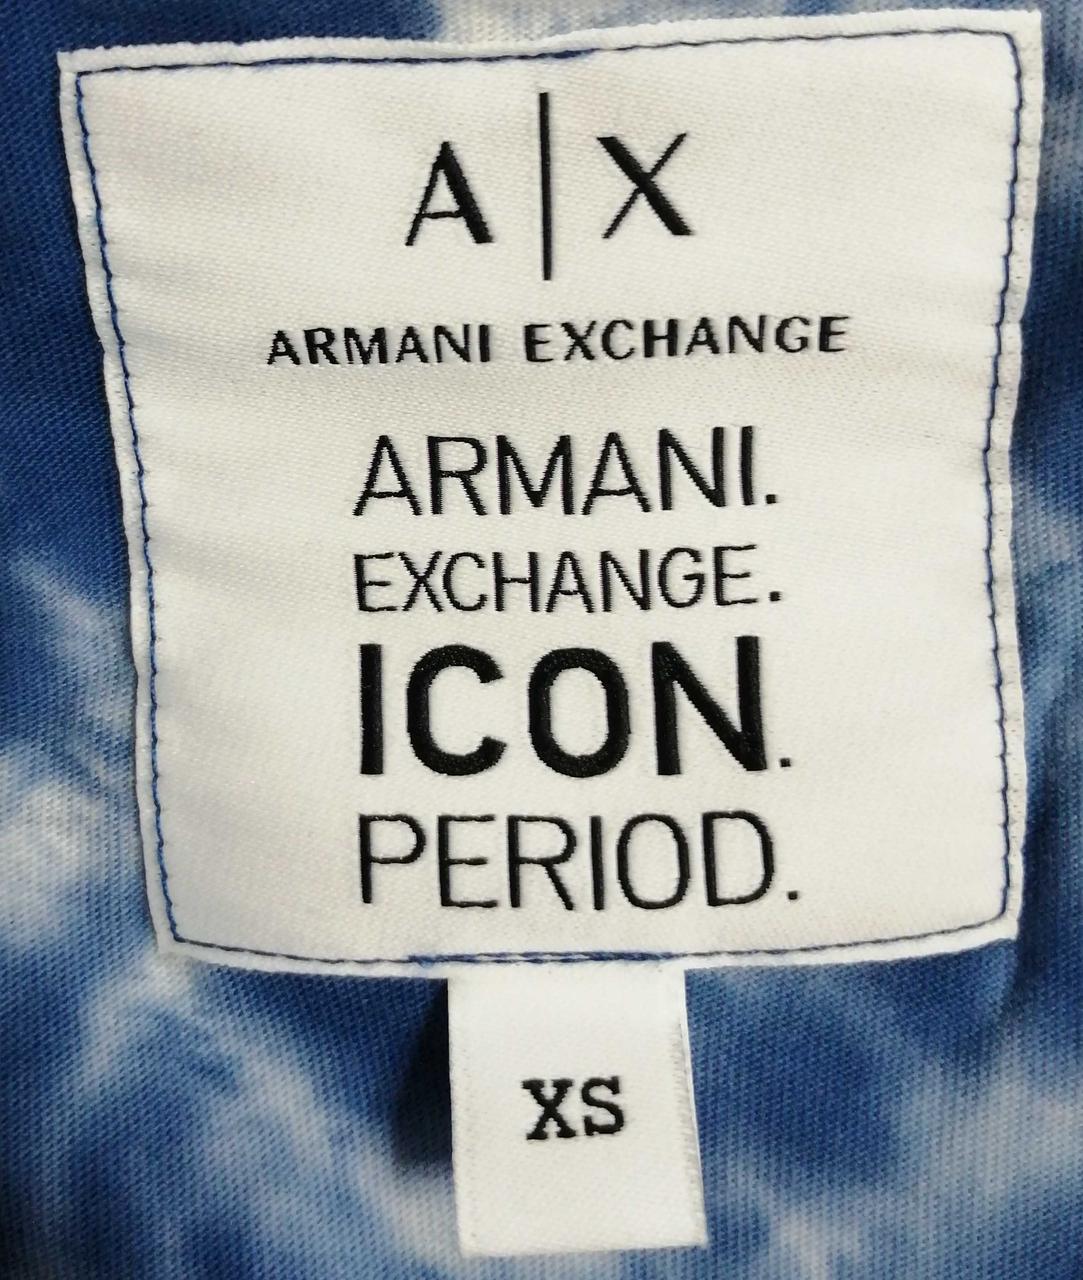 A|X
ARMANI EXCHANGE
ARMANI.
EXCHANGE.
ICON.
PERIOD.
XS